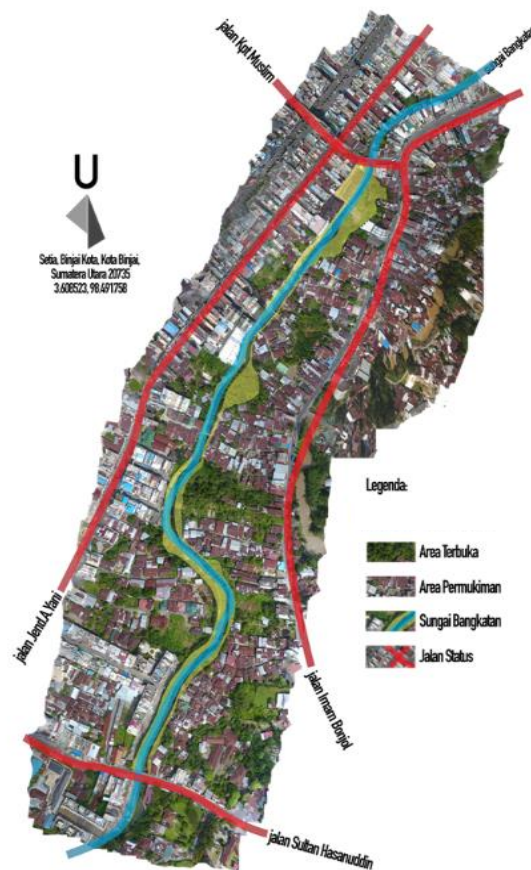 jalan Kpt Muslim
Sungai Bangkatan
U
Setia, Binjai Kota, Kota Binjai,
Sumatera Utara 20735
3.608523, 98.491758
Legenda:
Area Terbuka
Area Permukiman
Sungai Bangkatan
Jalan Status
jalan Jend.A.Yani
jalan Imam Bonjol
jalan Sultan Hasanuddin